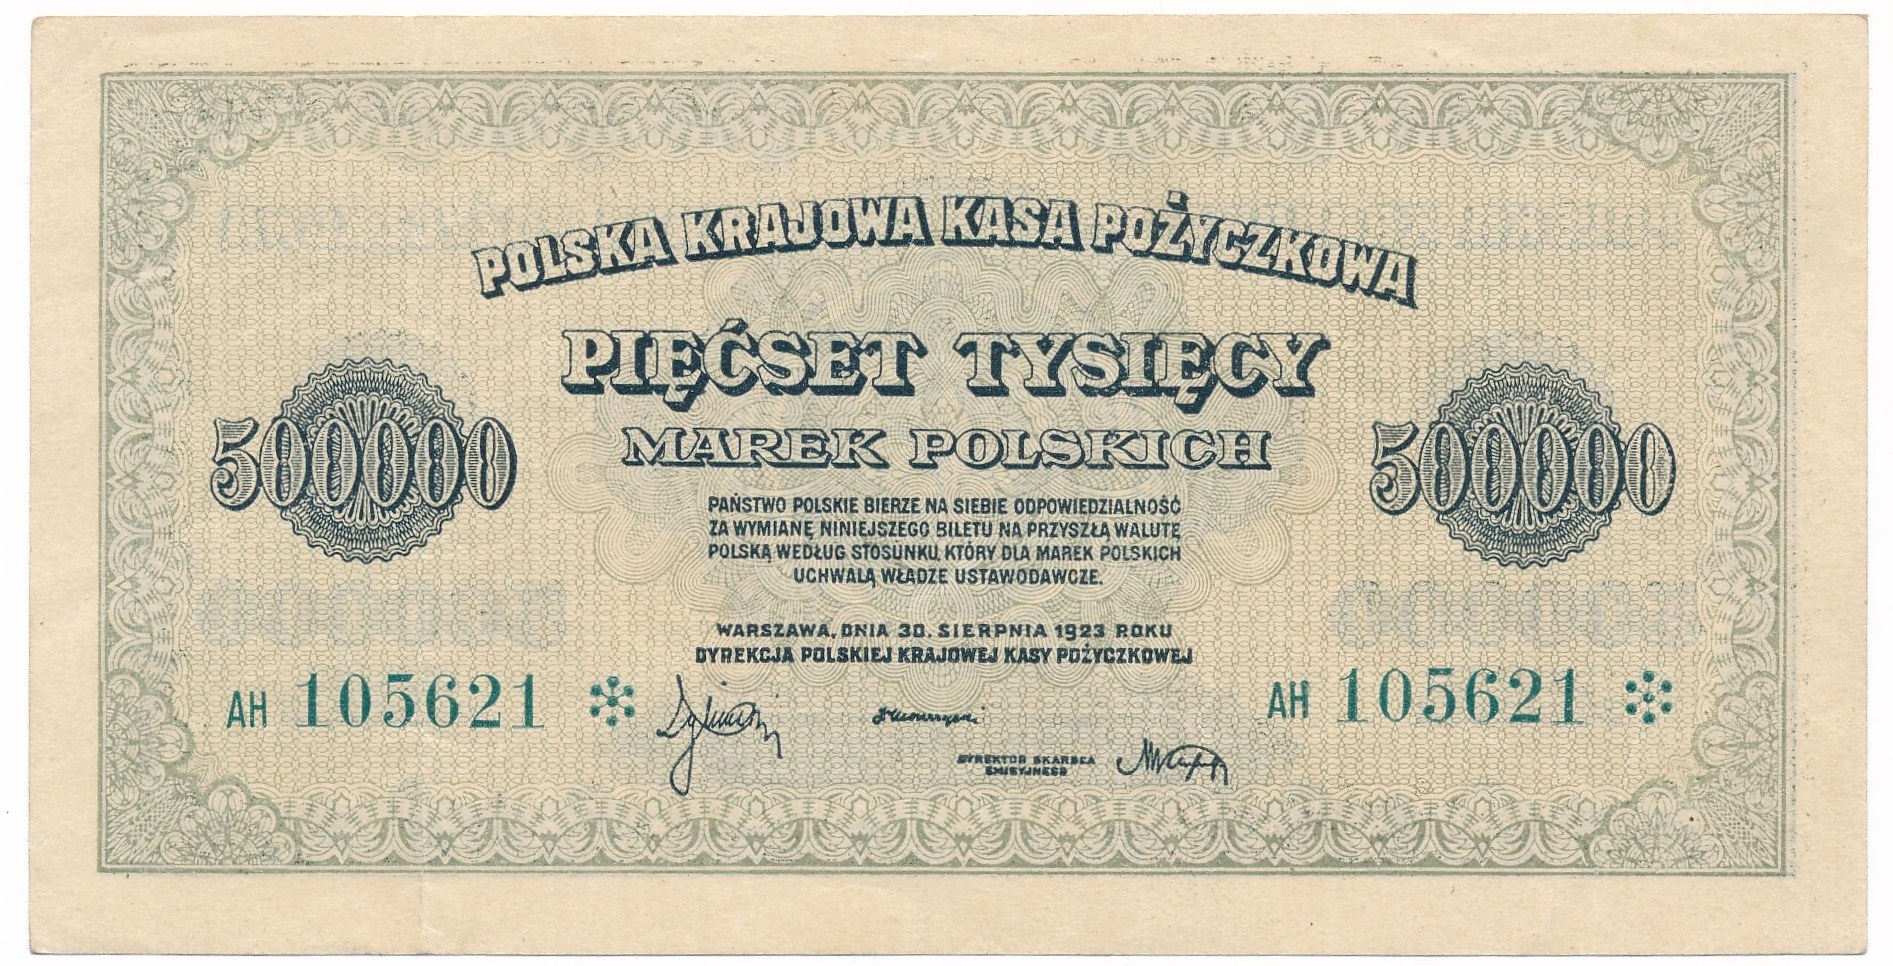 POLSKA KRAJOWA KASA POŻYCZKOWA
PIĘĆSET TYSIĘCY
MAREK POLSKICH
500000
500000
PAŃSTWO POLSKIE BIERZE NA SIEBIE ODPOWIEDZIALNOŚĆ
ZA WYMIANĘ NINIEJSZEGO BILETU NA PRZYSZŁĄ WALUTĘ
POLSKĄ WEDŁUG STOSUNKU, KTÓRY DLA MAREK POLSKICH
UCHWALĄ WŁADZE USTAWODAWCZE.
WARSZAWA, DNIA 30. SIERPNIA 1923 ROKU
DYREKCJA POLSKIEJ KRAJOWEJ KASY POŻYCZKOWEJ
AH 105621
AH 105621
DYREKTOR SKARBCA
EMISYJNEGO